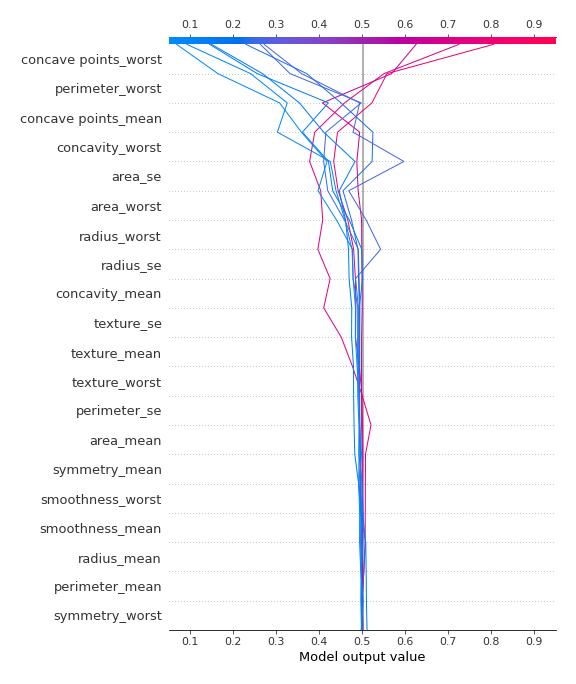 0.1 0.2 0.3 0.4 0.5 0.6 0.7 0.8 0.9
concave points_worst
perimeter_worst
concave points_mean
concavity_worst
area_se
area_worst
radius_worst
radius_se
concavity_mean
texture_se
texture_mean
texture_worst
perimeter_se
area_mean
symmetry_mean
smoothness_worst
smoothness_mean
radius_mean
perimeter_mean
symmetry_worst
0.1 0.2 0.3 0.4 0.5 0.6 0.7 0.8 0.9
Model output value